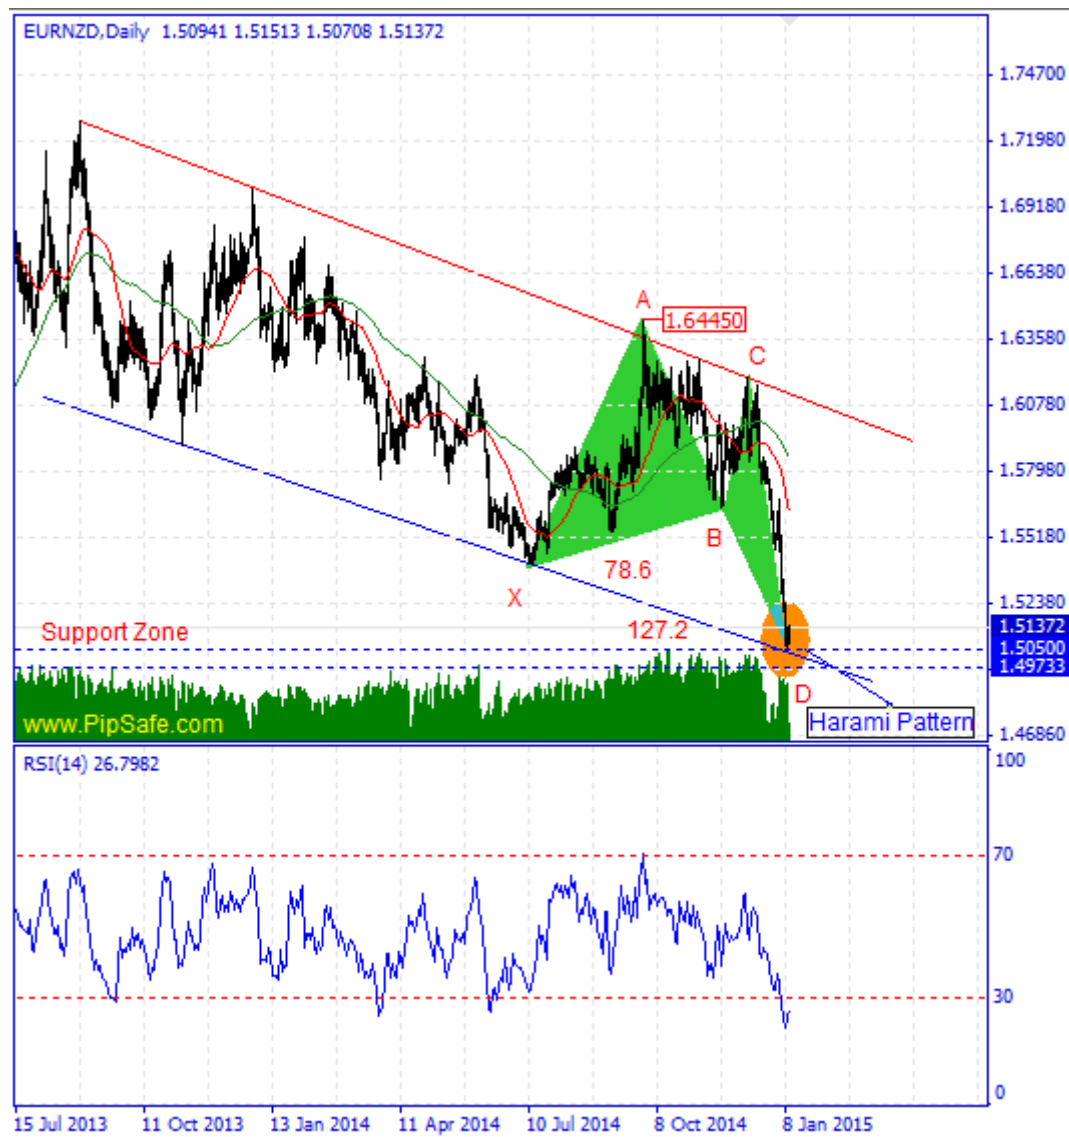 EURNZD,Daily 1.50941 1.51513 1.50708 1.51372
1.74700
1.71980
1.69180
1.66380
A
1.64450
1.63580
C
1.60780
1.57980
B
1.55180
78.6
X
1.52380
Support Zone
127.2
1.51372
1.50500
1.49733
D
www.PipSafe.com
Harami Pattern
1.46860
RSI(14) 26.7982
100
70
30
0
15 Jul 2013 11 Oct 2013 13 Jan 2014 11 Apr 2014 10 Jul 2014 8 Oct 2014 8 Jan 2015